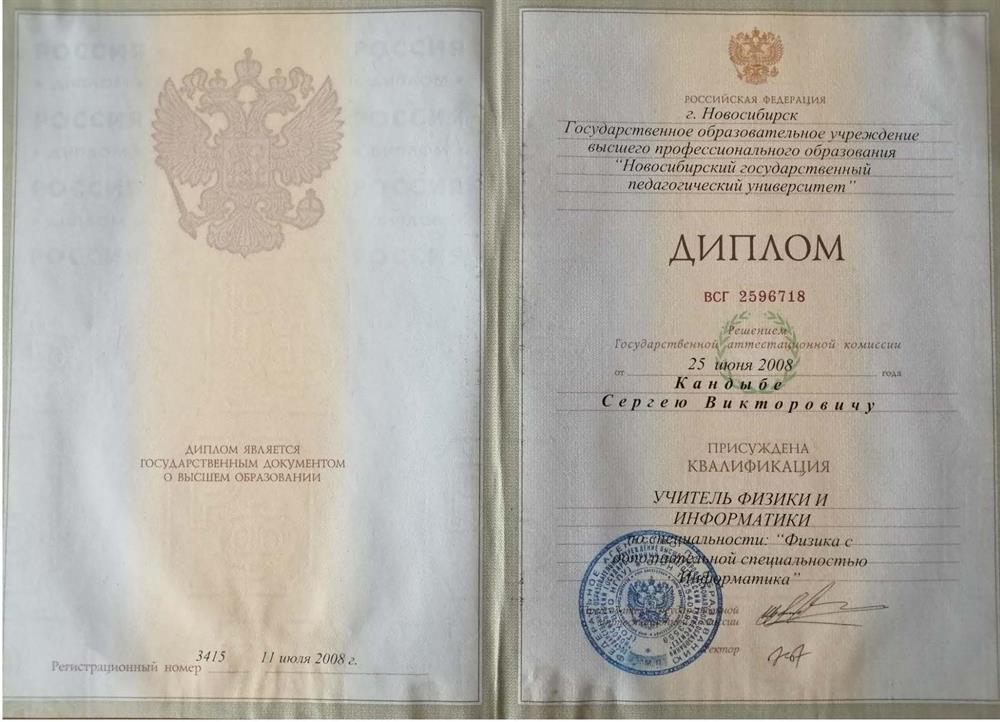 ДИПЛОМ ЯВЛЯЕТСЯ
ГОСУДАРСТВЕННЫМ ДОКУМЕНТОМ
О ВЫСШЕМ ОБРАЗОВАНИИ
Регистрационный номер 3415 11 июля 2008 г.
РОССИЙСКАЯ ФЕДЕРАЦИЯ
г. Новосибирск
Государственное образовательное учреждение
высшего профессионального образования
"Новосибирский государственный
педагогический университет"
ДИПЛОМ
ВСГ 2596718
Решением
Государственной аттестационной комиссии
от 25 июня 2008 года
Кандыбе
Сергею Викторовичу
ПРИСУЖДЕНА
КВАЛИФИКАЦИЯ
УЧИТЕЛЬ ФИЗИКИ И
ИНФОРМАТИКИ
по специальности: "Физика с
дополнительной специальностью
Информатика"
Ректор